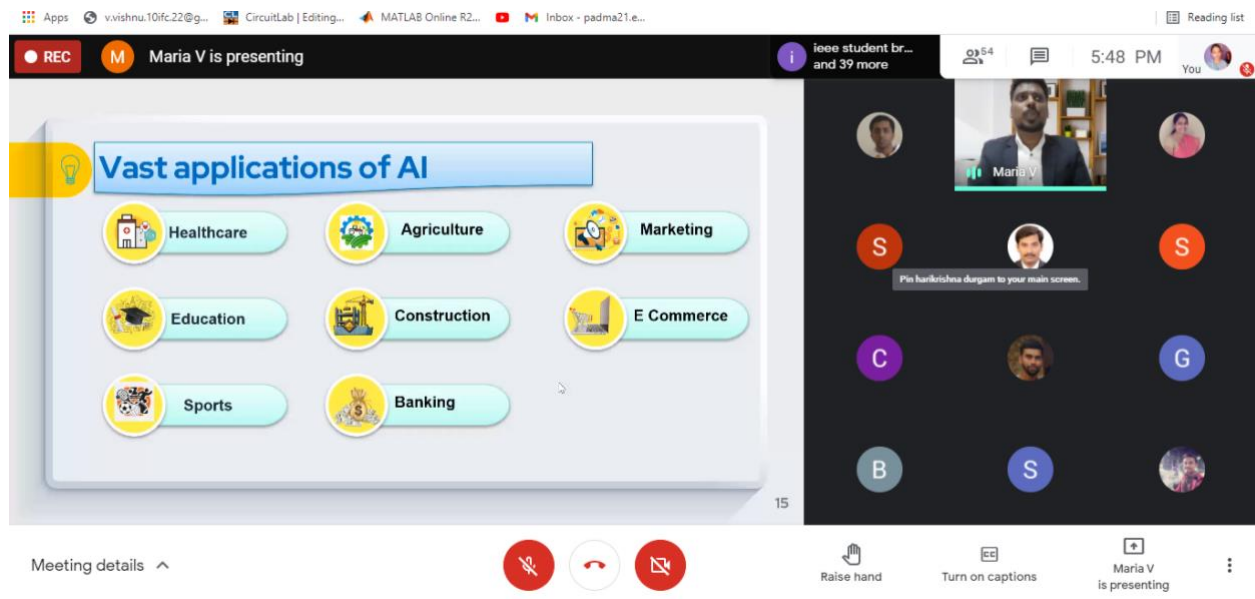 Apps v.vishnu.10ifc.22@g... CircuitLab | Editing... MATLAB Online R2... Inbox - padma21.e... Reading list
REC M Maria V is presenting i ieee student br... 54 5:48 PM You
and 39 more
Vast applications of AI
Healthcare Agriculture Marketing
Education Construction E Commerce
Sports Banking
15
Maria V
S S
Pin harikrishna durgam to your main screen.
C G
B S
Meeting details Raise hand CC Turn on captions Maria V
is presenting